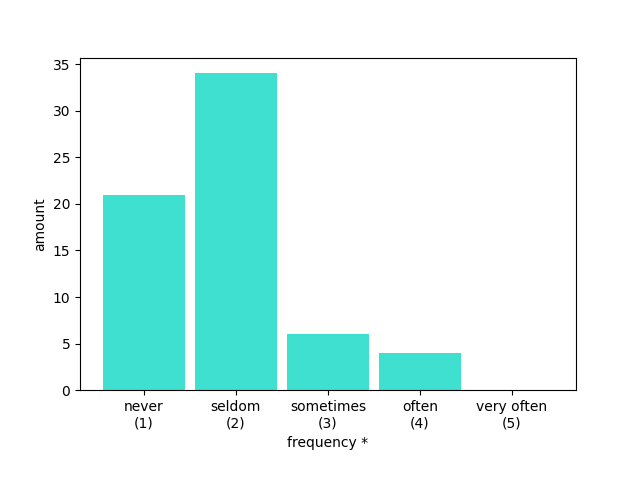 35
30
25
20
15
10
5
0
amount
never
(1)
seldom
(2)
sometimes
(3)
often
(4)
very often
(5)
frequency *